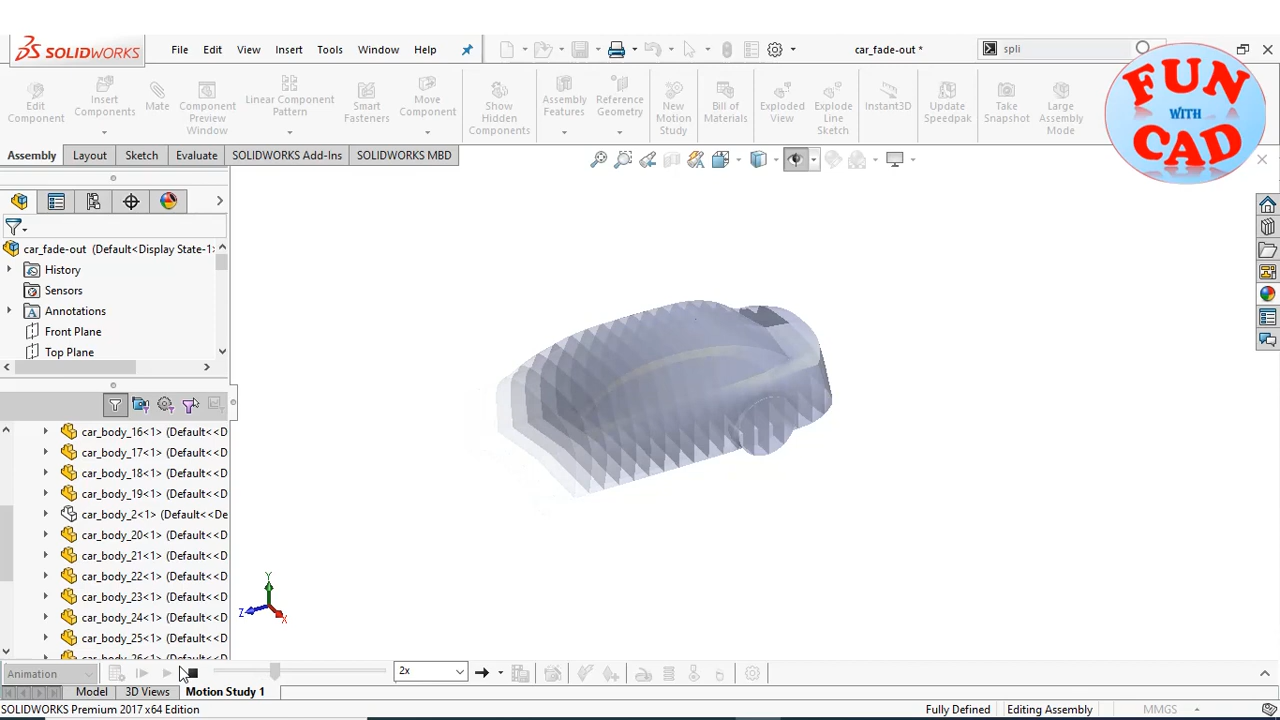 SOLIDWORKS
File Edit View Insert Tools Window Help
car_fade-out *
spli
FUN
WITH
CAD
Edit
Component
Insert
Components
Mate
Component
Preview
Window
Linear Component
Pattern
Smart
Fasteners
Move
Component
Show
Hidden
Components
Assembly
Features
Reference
Geometry
New
Motion
Study
Bill of
Materials
Exploded
View
Explode
Line
Sketch
Instant3D
Update
Speedpak
Take
Snapshot
Large
Assembly
Mode
Assembly Layout Sketch Evaluate SOLIDWORKS Add-Ins SOLIDWORKS MBD
car_fade-out (Default<Display State-1>
History
Sensors
Annotations
Front Plane
Top Plane
car_body_16<1> (Default<<D
car_body_17<1> (Default<<D
car_body_18<1> (Default<<D
car_body_19<1> (Default<<D
car_body_2<1> (Default<<De
car_body_20<1> (Default<<D
car_body_21<1> (Default<<D
car_body_22<1> (Default<<D
car_body_23<1> (Default<<D
car_body_24<1> (Default<<D
car_body_25<1> (Default<<D
car_body_26<1> (Default<<D
Y
Z
X
Animation
2x
Model 3D Views Motion Study 1
SOLIDWORKS Premium 2017 x64 Edition
Fully Defined
Editing Assembly
MMGS